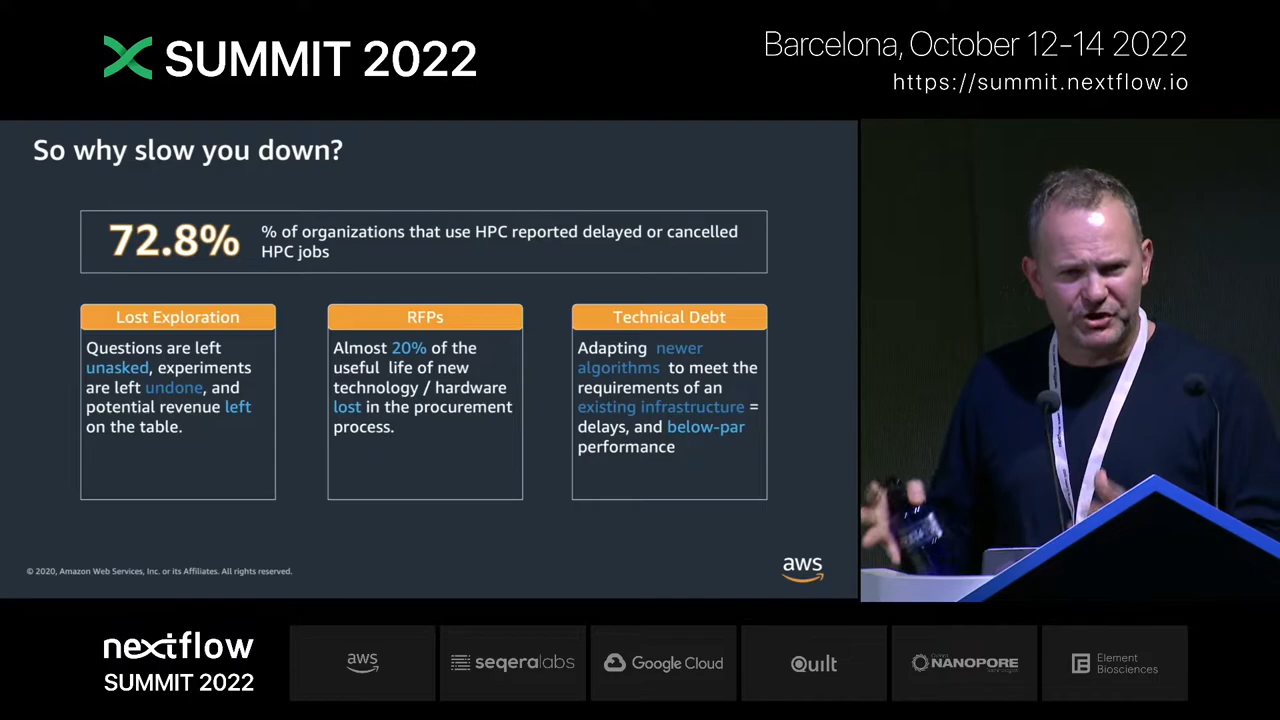 SUMMIT 2022
Barcelona, October 12-14 2022
https://summit.nextflow.io
So why slow you down?
72.8%
% of organizations that use HPC reported delayed or cancelled
HPC jobs
Lost Exploration
Questions are left
unasked, experiments
are left undone, and
potential revenue left
on the table.
RFPs
Almost 20% of the
useful life of new
technology / hardware
lost in the procurement
process.
Technical Debt
Adapting newer
algorithms to meet the
requirements of an
existing infrastructure =
delays, and below-par
performance
© 2020, Amazon Web Services, Inc. or its Affiliates. All rights reserved.
aws
nextflow
SUMMIT 2022
aws
seqeralabs
Google Cloud
Quilt
Oxford
NANOPORE
Element
Biosciences